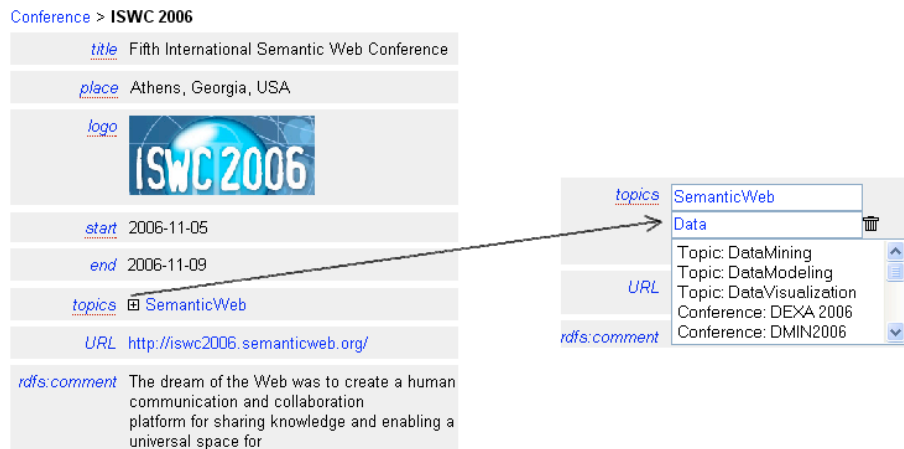 Conference > ISWC 2006
title Fifth International Semantic Web Conference
place Athens, Georgia, USA
logo
ISWC 2006
start 2006-11-05
end 2006-11-09
topics SemanticWeb
URL http://iswc2006.semanticweb.org/
rdfs:comment The dream of the Web was to create a human
communication and collaboration
platform for sharing knowledge and enabling a
universal space for
topics SemanticWeb
Data
Topic: DataMining
Topic: DataModeling
URL Topic: DataVisualization
Conference: DEXA 2006
rdfs:comment Conference: DMIN2006